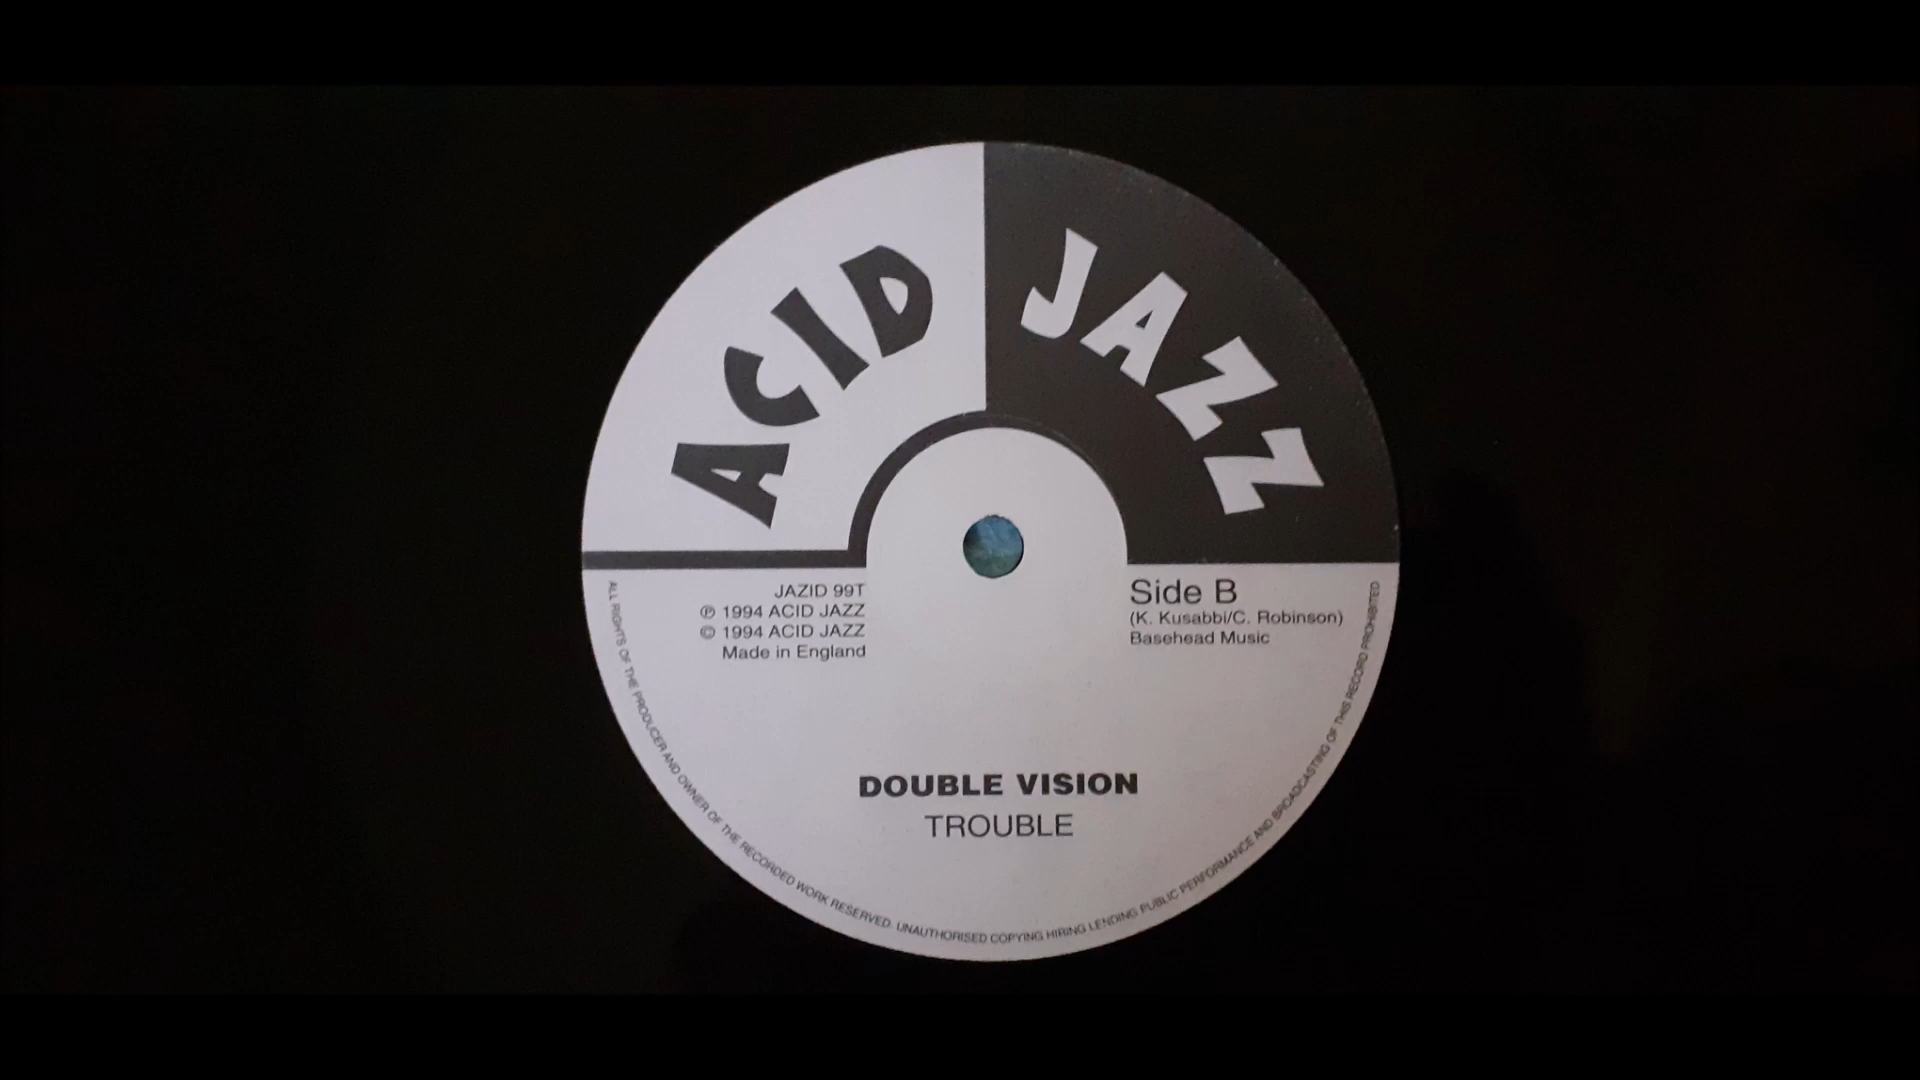 ACID JAZZ
JAZID 99T
℗ 1994 ACID JAZZ
© 1994 ACID JAZZ
Made in England
Side B
(K. Kusabbi/C. Robinson)
Basehead Music
DOUBLE VISION
TROUBLE
ALL RIGHTS OF THE PRODUCER AND OWNER OF THE RECORDED WORK RESERVED. UNAUTHORISED COPYING HIRING LENDING PUBLIC PERFORMANCE AND BROADCASTING OF THIS RECORD PROHIBITED